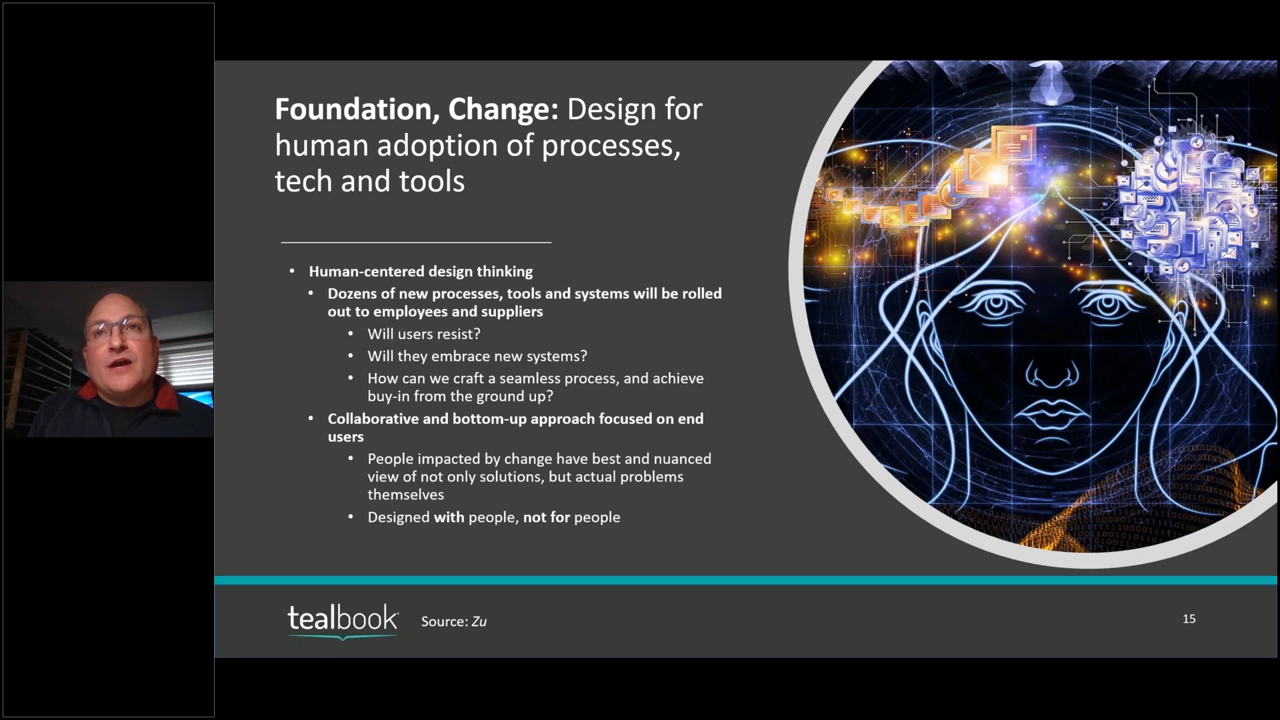 Foundation, Change: Design for
human adoption of processes,
tech and tools
• Human-centered design thinking
• Dozens of new processes, tools and systems will be rolled
out to employees and suppliers
• Will users resist?
• Will they embrace new systems?
• How can we craft a seamless process, and achieve
buy-in from the ground up?
• Collaborative and bottom-up approach focused on end
users
• People impacted by change have best and nuanced
view of not only solutions, but actual problems
themselves
• Designed with people, not for people
tealbook
Source: Zu
15